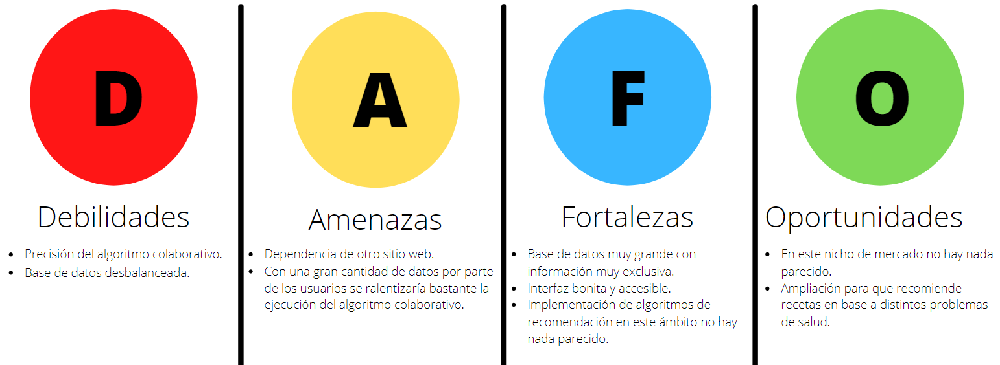 D
Debilidades
• Precisión del algoritmo colaborativo.
• Base de datos desbalanceada.
A
Amenazas
• Dependencia de otro sitio web.
• Con una gran cantidad de datos por parte
de los usuarios se ralentizaría bastante la
ejecución del algoritmo colaborativo.
F
Fortalezas
• Base de datos muy grande con
información muy exclusiva.
• Interfaz bonita y accesible.
• Implementación de algoritmos de
recomendación en este ámbito no hay
nada parecido.
O
Oportunidades
• En este nicho de mercado no hay nada
parecido.
• Ampliación para que recomiende
recetas en base a distintos problemas
de salud.